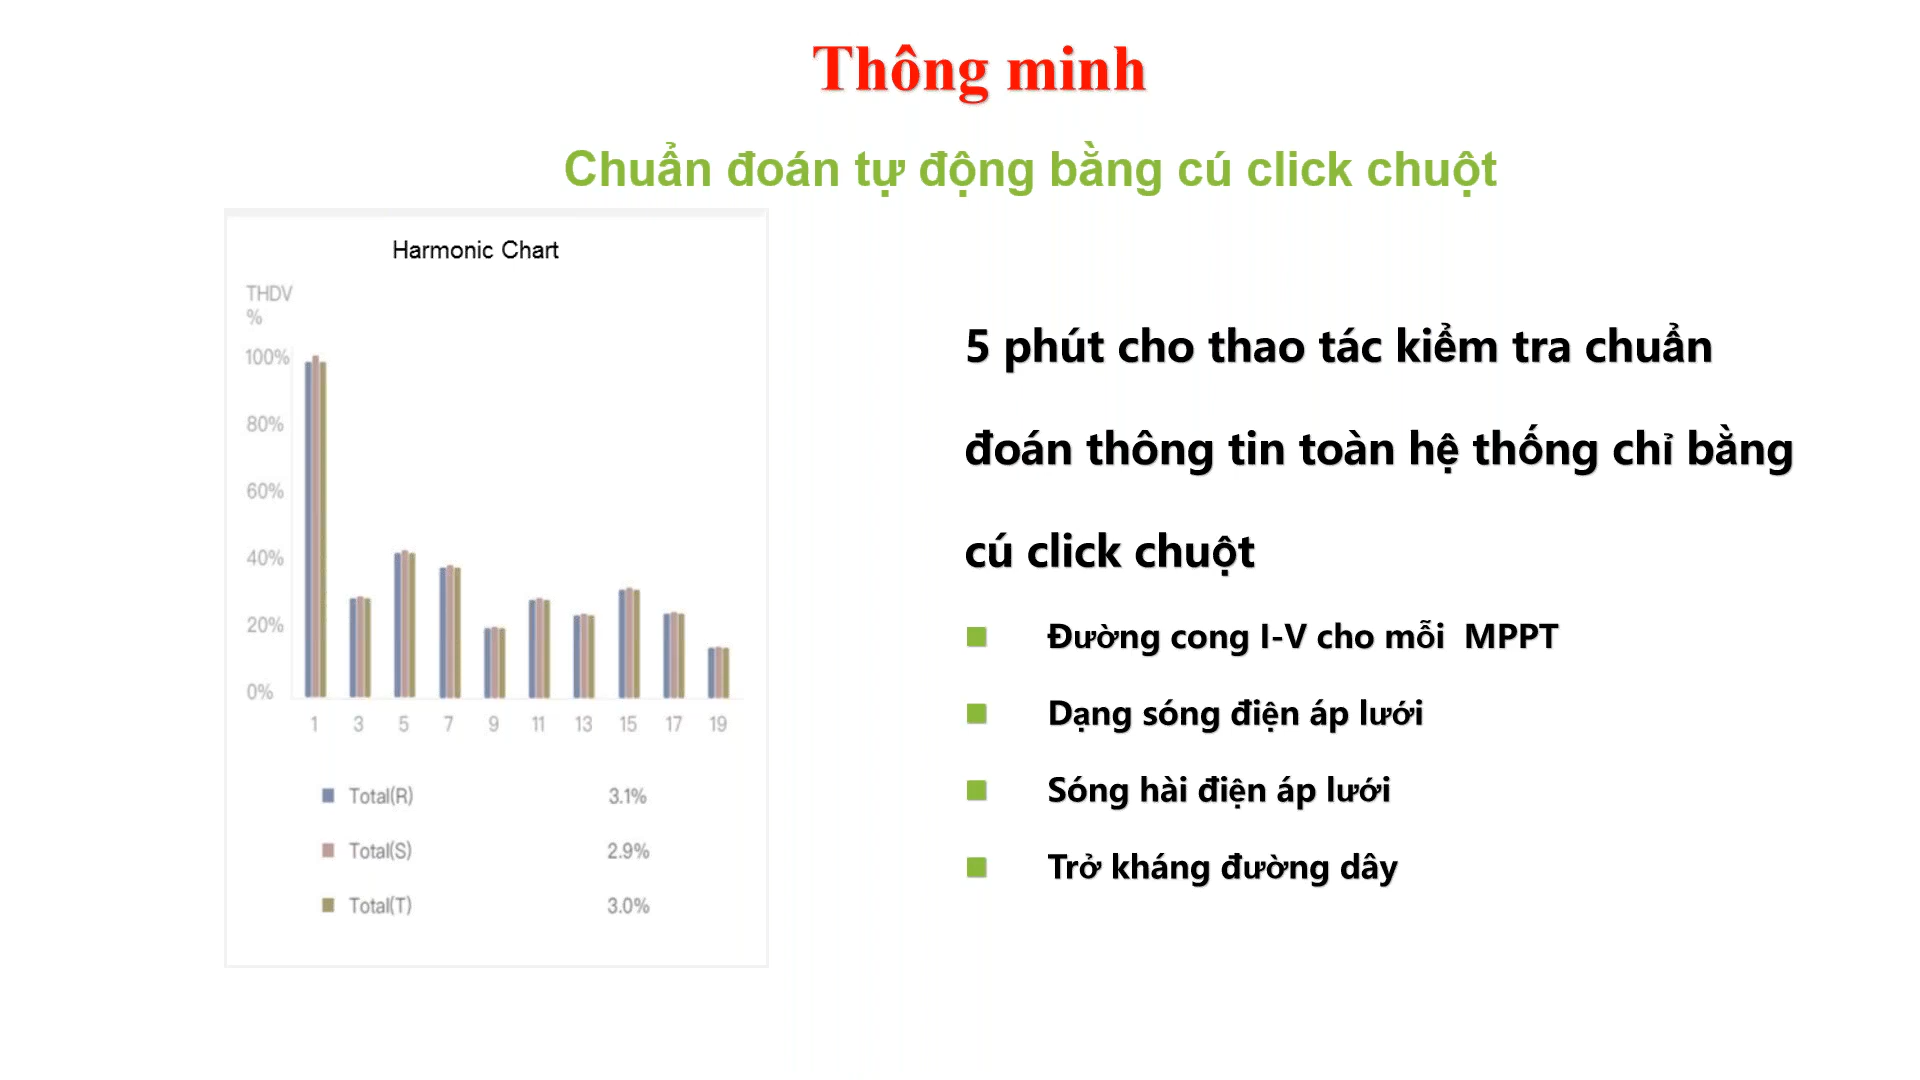 Thông minh
Chuẩn đoán tự động bằng cú click chuột
Harmonic Chart
THDV
%
100%
80%
60%
40%
20%
0%
1 3 5 7 9 11 13 15 17 19
Total(R) 3.1%
Total(S) 2.9%
Total(T) 3.0%
5 phút cho thao tác kiểm tra chuẩn
đoán thông tin toàn hệ thống chỉ bằng
cú click chuột
Đường cong I-V cho mỗi MPPT
Dạng sóng điện áp lưới
Sóng hài điện áp lưới
Trở kháng đường dây